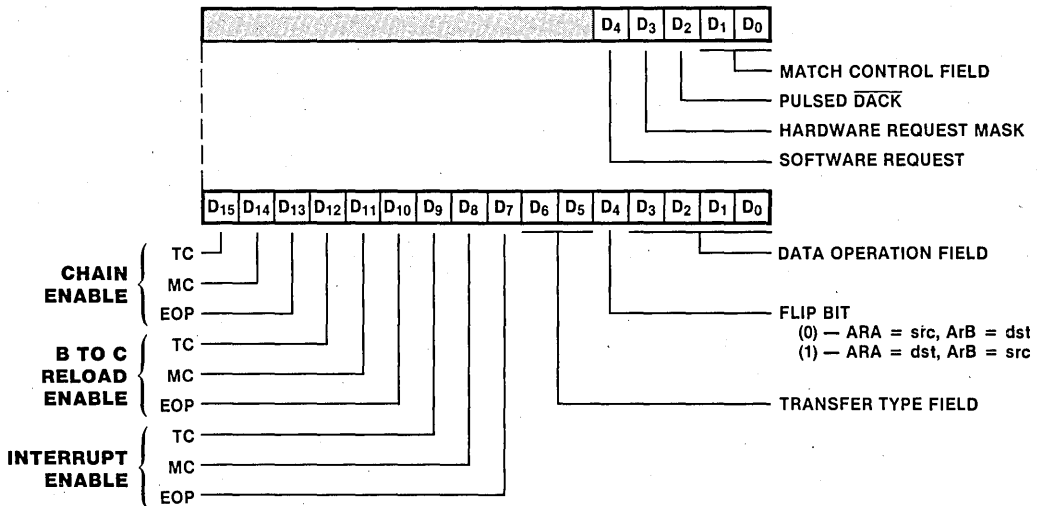 D4 D3 D2 D1 D0
MATCH CONTROL FIELD
PULSED DACK
HARDWARE REQUEST MASK
SOFTWARE REQUEST
D15 D14 D13 D12 D11 D10 D9 D8 D7 D6 D5 D4 D3 D2 D1 D0
CHAIN
ENABLE
TC
MC
EOP
B TO C
RELOAD
ENABLE
TC
MC
EOP
INTERRUPT
ENABLE
TC
MC
EOP
DATA OPERATION FIELD
FLIP BIT
(0) — ARA = src, ArB = dst
(1) — ARA = dst, ArB = src
TRANSFER TYPE FIELD